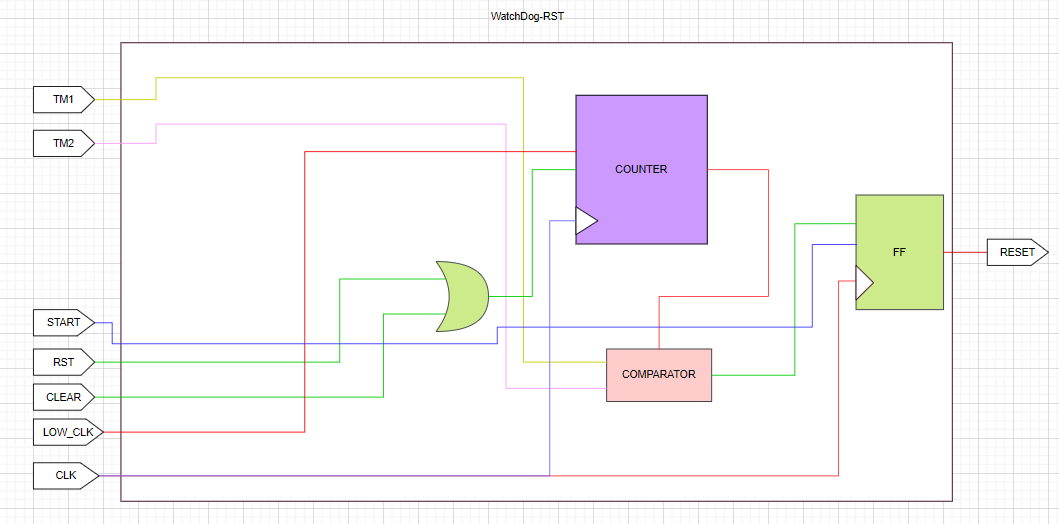 WatchDog-RST
TM1
TM2
COUNTER
FF
RESET
START
RST
COMPARATOR
CLEAR
LOW_CLK
CLK